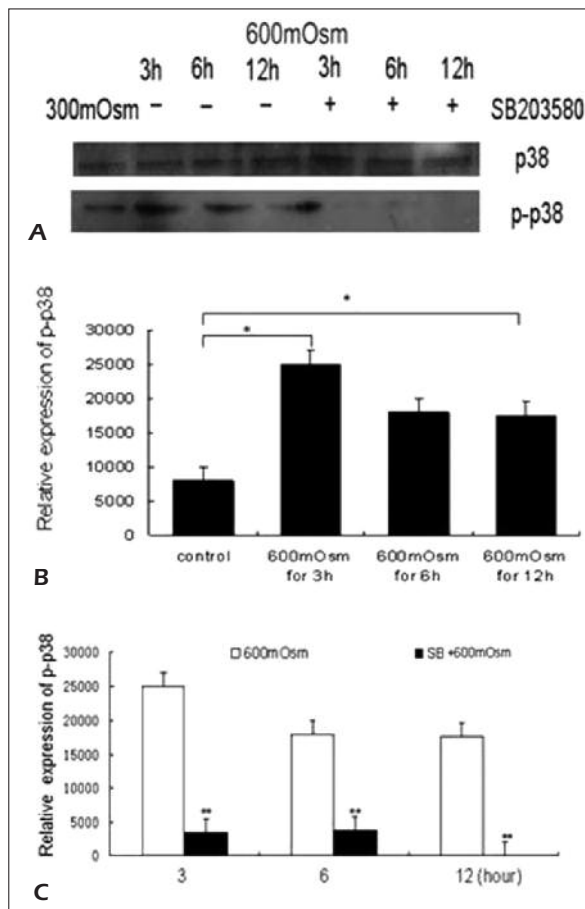 600mOsm
3h 6h 12h 3h 6h 12h
300mOsm – – – + + + SB203580
p38
p-p38
A
*
*
Relative expression of p-p38
30000
25000
20000
15000
10000
5000
0
control 600mOsm for 3h 600mOsm for 6h 600mOsm for 12h
B
Relative expression of p-p38
600mOsm SB +600mOsm
30000
25000
20000
15000
10000
5000
0
** ** **
3 6 12 (hour)
C